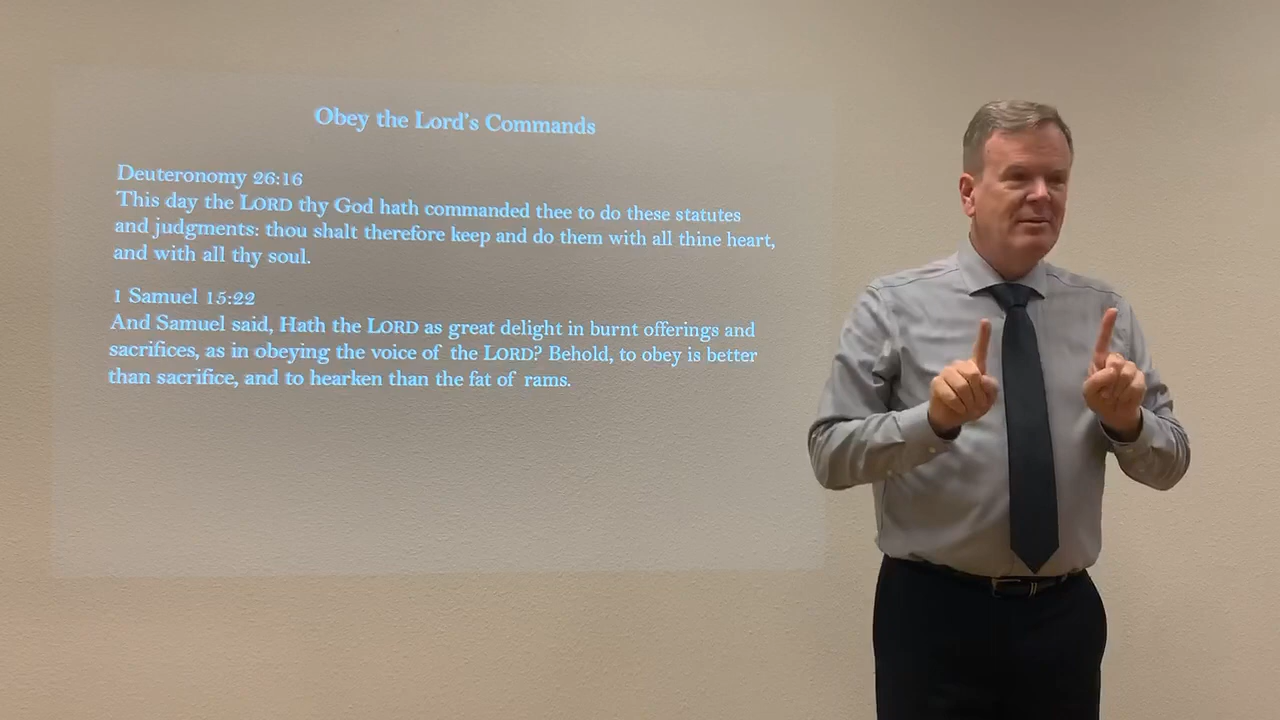 Obey the Lord's Commands
Deuteronomy 26:16
This day the LORD thy God hath commanded thee to do these statutes
and judgments: thou shalt therefore keep and do them with all thine heart,
and with all thy soul.
1 Samuel 15:22
And Samuel said, Hath the LORD as great delight in burnt offerings and
sacrifices, as in obeying the voice of the LORD? Behold, to obey is better
than sacrifice, and to hearken than the fat of rams.